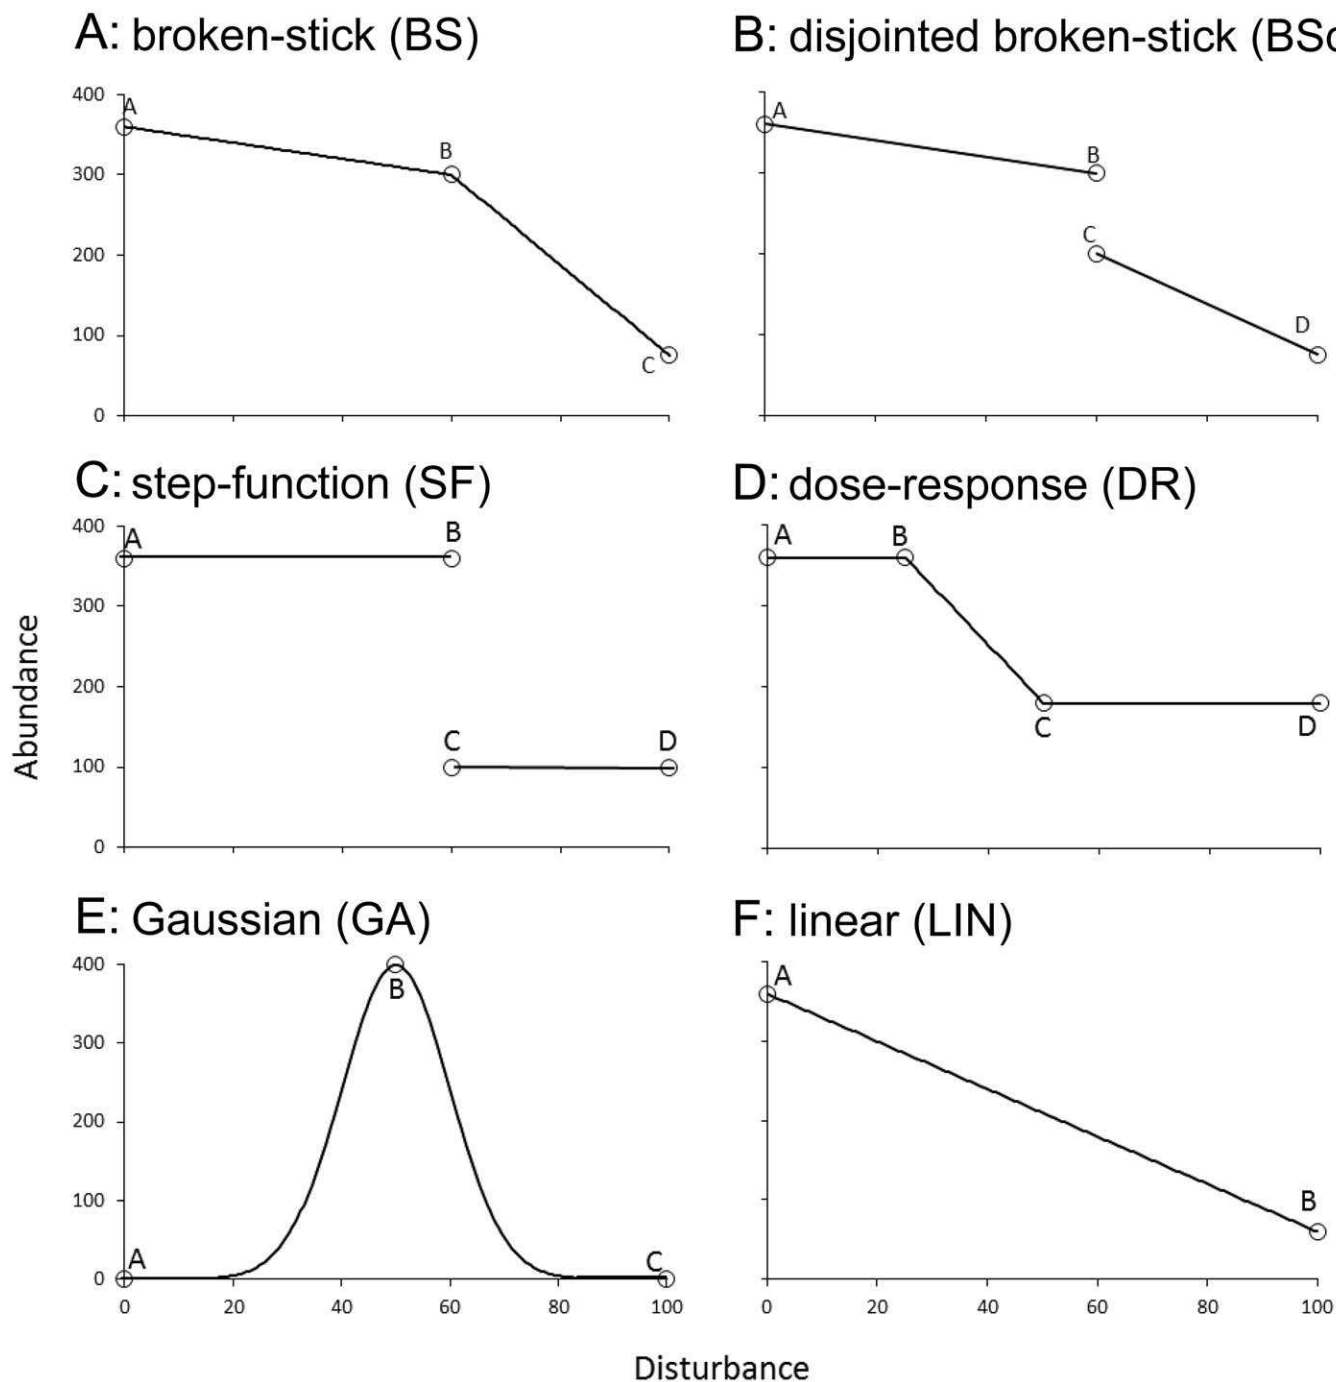 A: broken-stick (BS)
B: disjointed broken-stick (BSd
400
300
200
100
0
A
B
C
A
B
C
D
C: step-function (SF)
D: dose-response (DR)
400
300
200
100
0
A
B
C
D
A
B
C
D
Abundance
E: Gaussian (GA)
F: linear (LIN)
400
300
200
100
0
A
B
C
A
B
0 20 40 60 80 100
0 20 40 60 80 100
Disturbance